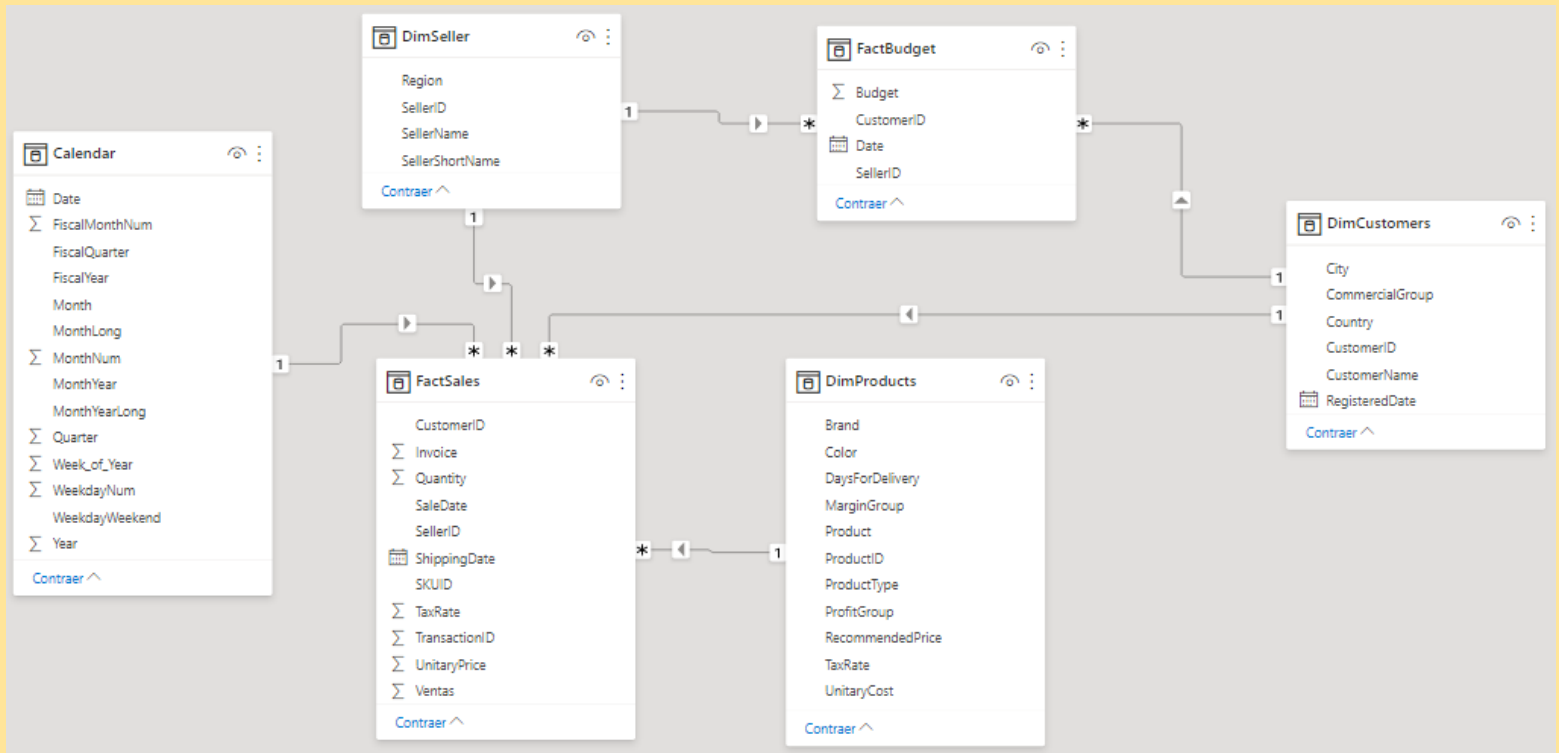 DimSeller
Region
SellerID
SellerName
SellerShortName
Contraer
FactBudget
Budget
CustomerID
Date
SellerID
Contraer
Calendar
Date
FiscalMonthNum
FiscalQuarter
FiscalYear
Month
MonthLong
MonthNum
MonthYear
MonthYearLong
Quarter
Week_of_Year
WeekdayNum
WeekdayWeekend
Year
Contraer
DimCustomers
City
CommercialGroup
Country
CustomerID
CustomerName
RegisteredDate
Contraer
FactSales
CustomerID
Invoice
Quantity
SaleDate
SellerID
ShippingDate
SKUID
TaxRate
TransactionID
UnitaryPrice
Ventas
Contraer
DimProducts
Brand
Color
DaysForDelivery
MarginGroup
Product
ProductID
ProductType
ProfitGroup
RecommendedPrice
TaxRate
UnitaryCost
Contraer
1
*
*
1
1
1
1
*
*
*
*
1